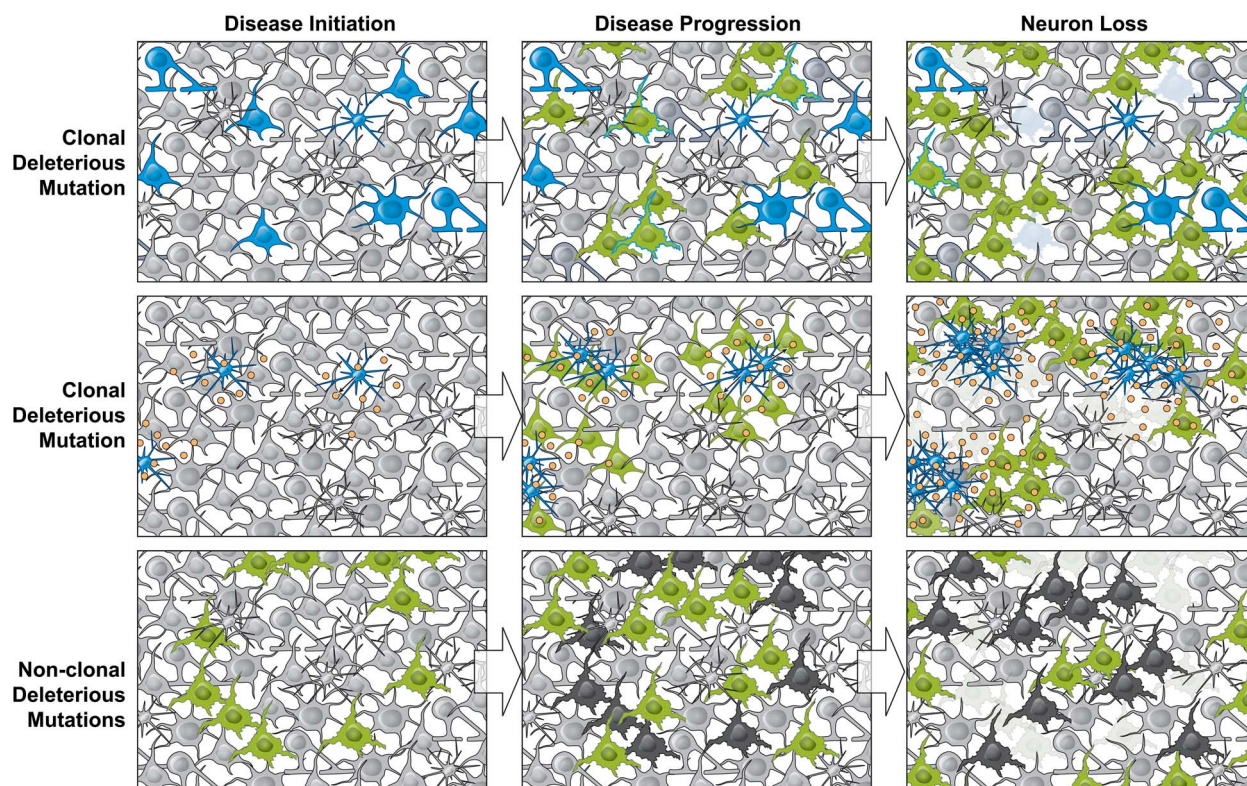 Disease Initiation
Disease Progression
Neuron Loss
Clonal
Deleterious
Mutation
Clonal
Deleterious
Mutation
Non-clonal
Deleterious
Mutations